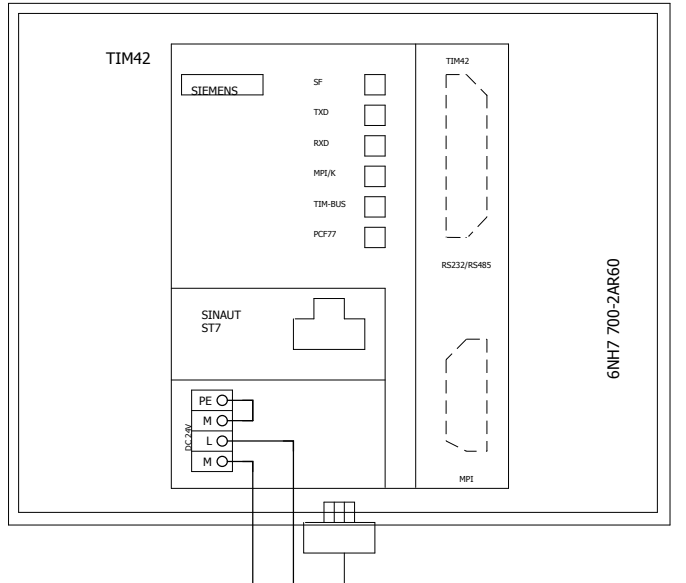 TIM42
SIEMENS
SF
TXD
RXD
MPI/K
TIM-BUS
PCF77
TIM42
RS232/RS485
SINAUT
ST7
DC 24V
PE
M
L
M
MPI
6NH7 700-2AR60